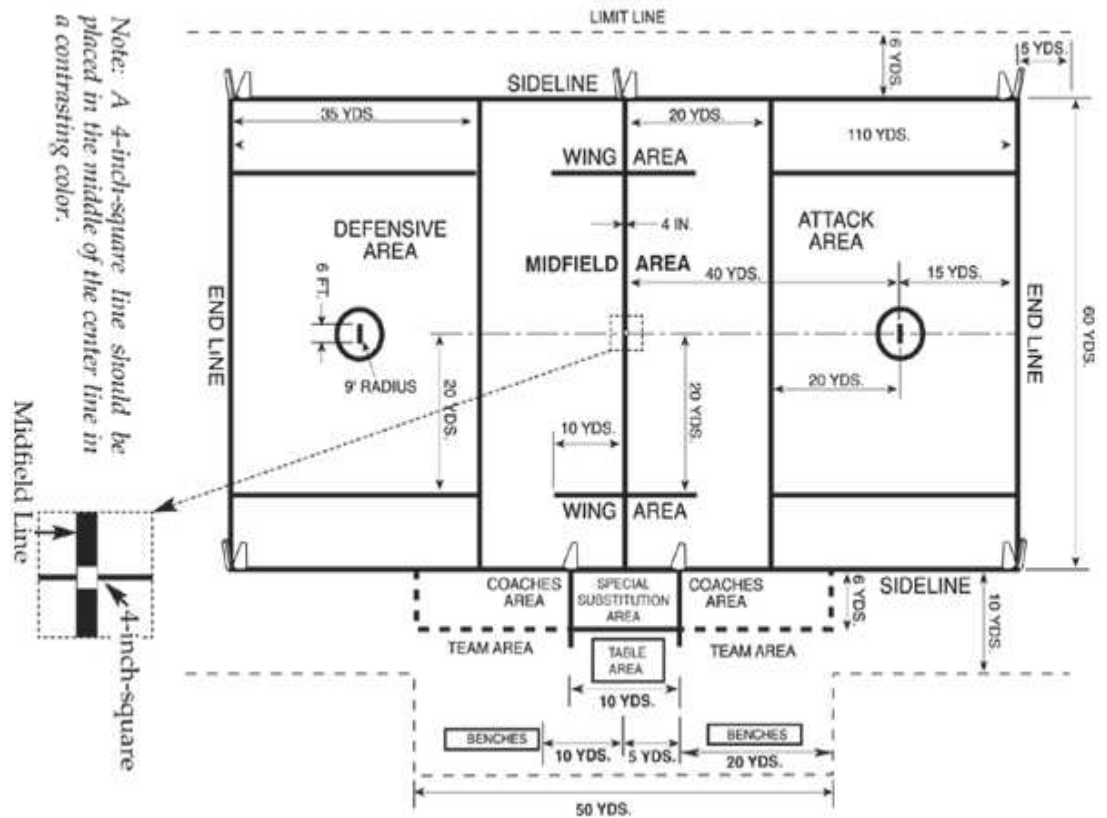 LIMIT LINE
6 YDS.
5 YDS.
SIDELINE
35 YDS.
20 YDS.
110 YDS.
WING AREA
4 IN.
DEFENSIVE
AREA
ATTACK
AREA
MIDFIELD AREA
40 YDS.
15 YDS.
6 FT.
END LINE
END LINE
60 YDS.
9' RADIUS
20 YDS.
20 YDS.
20 YDS.
10 YDS.
WING AREA
COACHES
AREA
SPECIAL
SUBSTITUTION
AREA
COACHES
AREA
6 YDS.
SIDELINE
10 YDS
TEAM AREA
TABLE
AREA
TEAM AREA
10 YDS.
BENCHES
10 YDS.
5 YDS.
BENCHES
20 YDS.
50 YDS.
Note: A 4-inch-square line should be
placed in the middle of the center line in
a contrasting color.
Midfield Line
4-inch-square